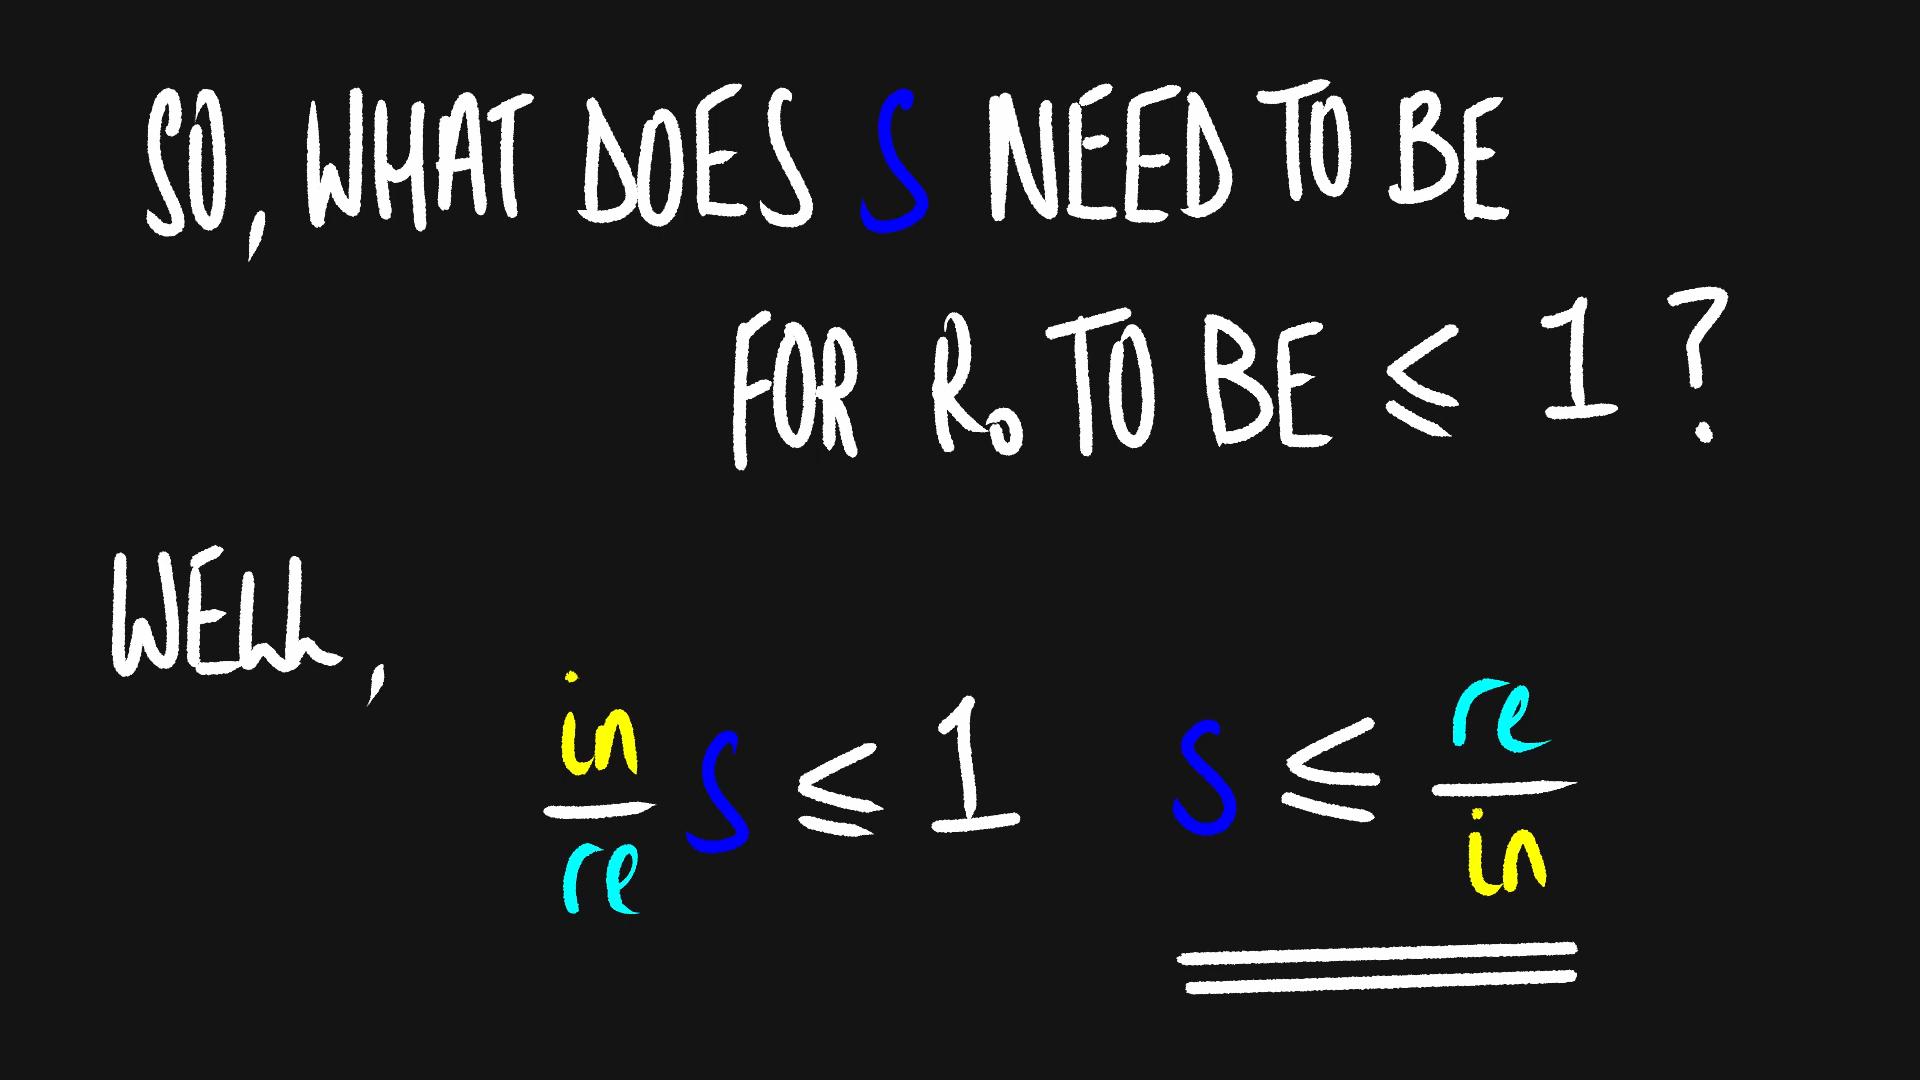 SO, WHAT DOES S NEED TO BE
FOR R₀ TO BE ≤ 1 ?
WELL,
in/re S ≤ 1 S ≤ re/in